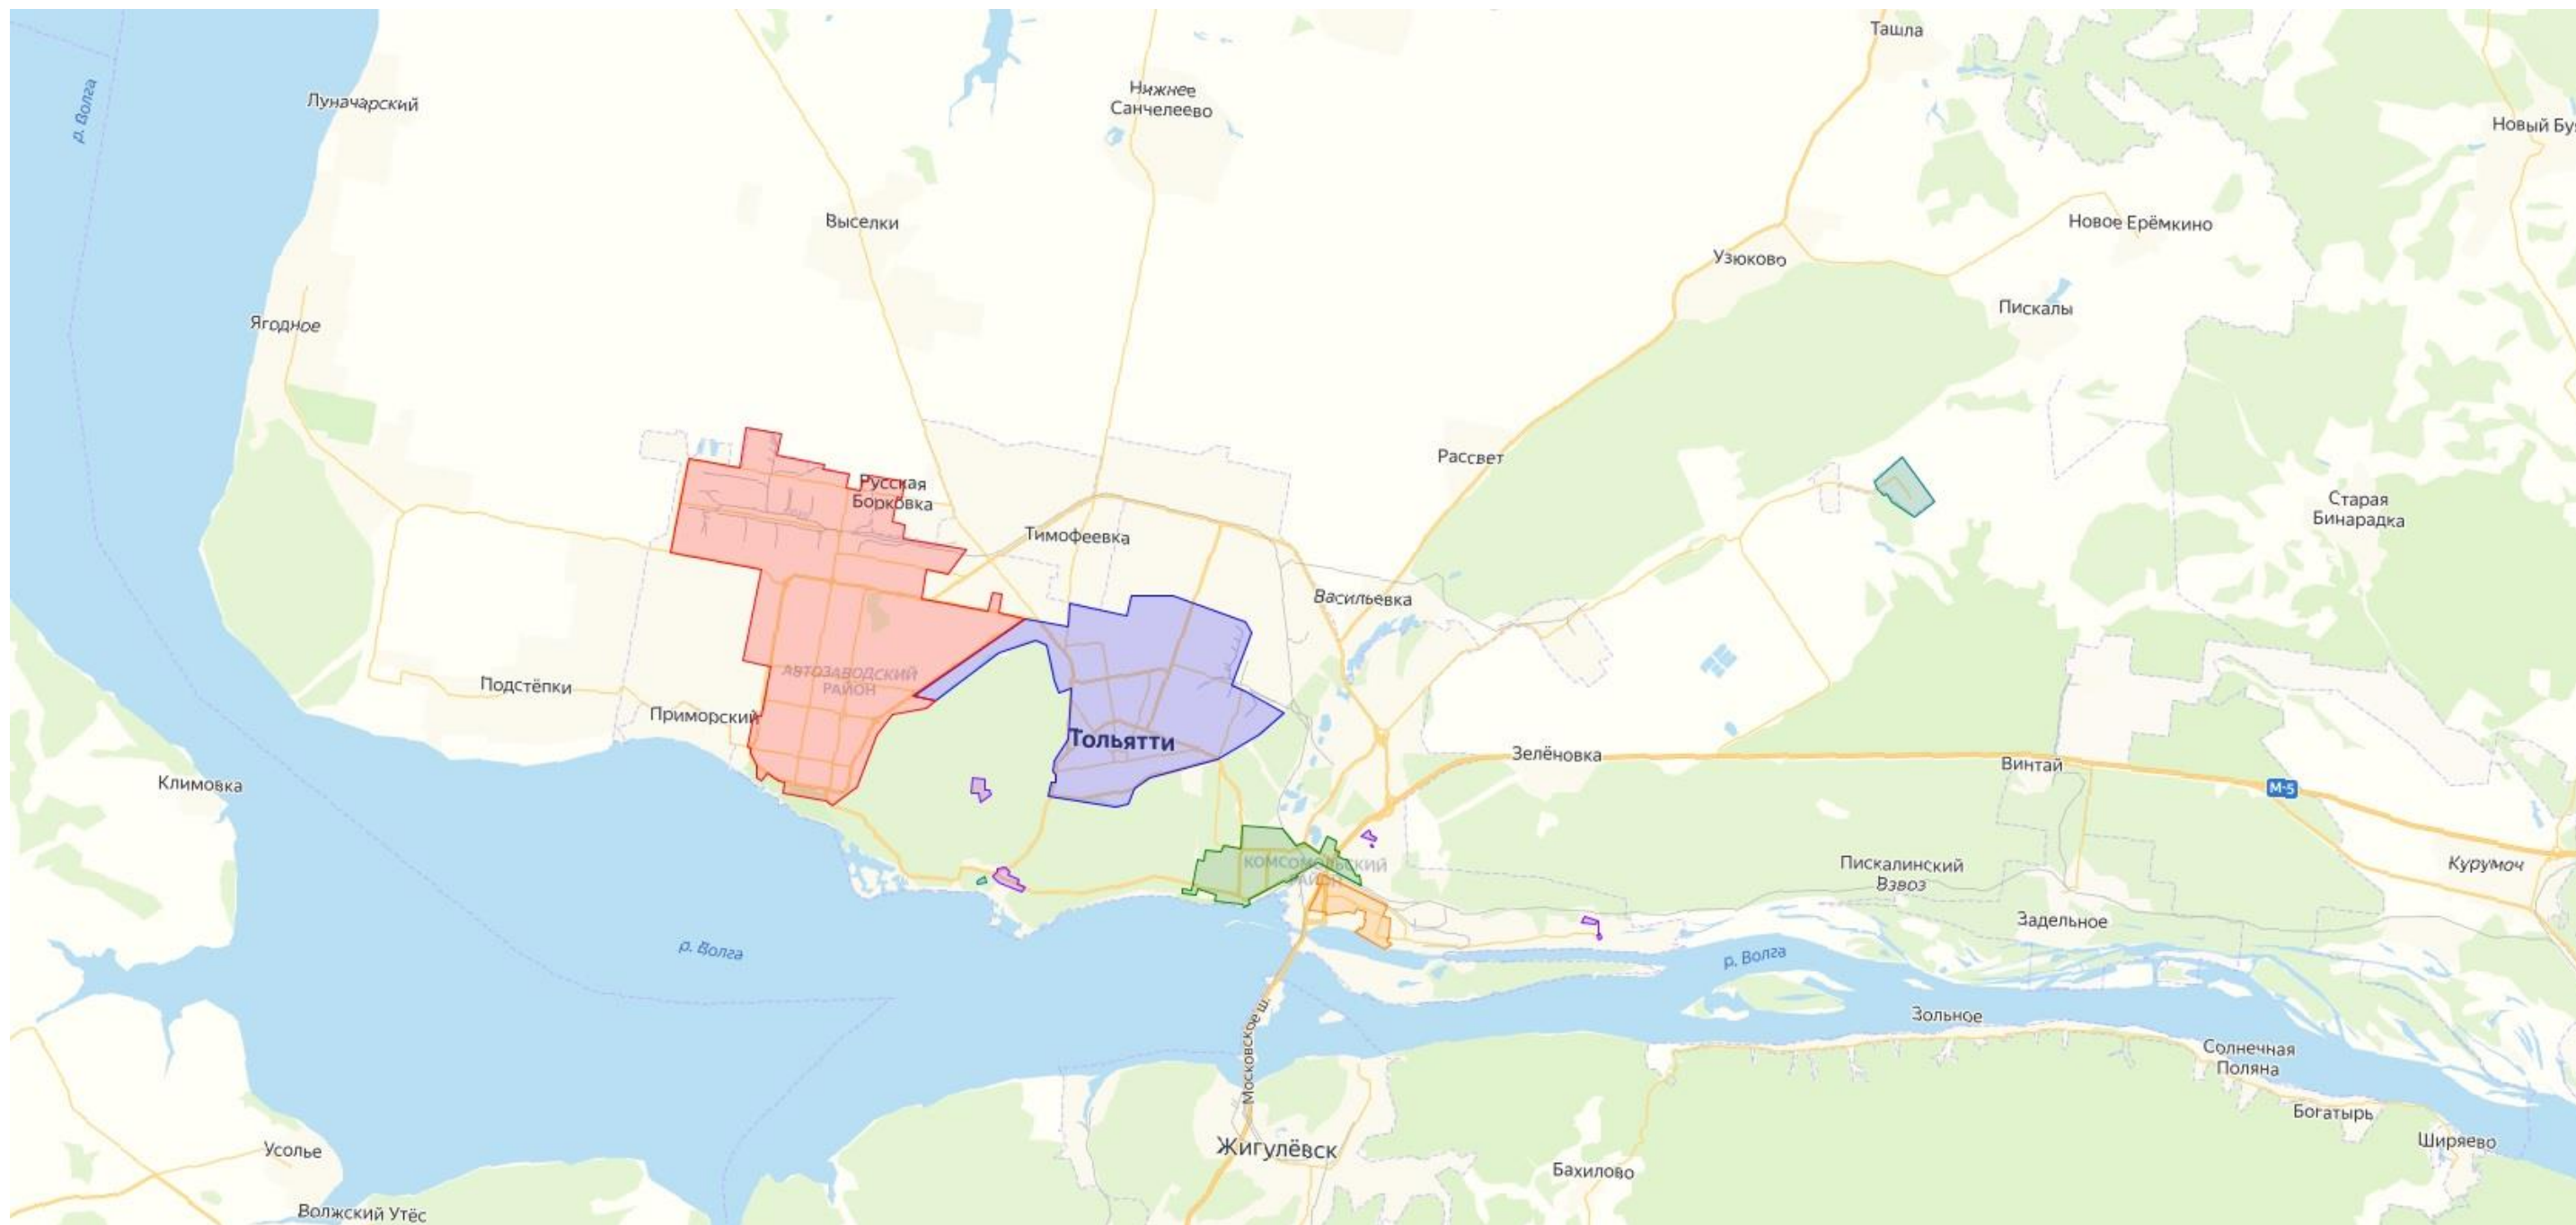 Ташла
р. Волга
Луначарский
Нижнее
Санчелеево
Новый Бу
Выселки
Новое Ерёмкино
Узюково
Пискалы
Ягодное
Рассвет
Русская
Борковка
Старая
Бинарадка
Тимофеевка
Васильевка
АВТОЗАВОДСКИЙ
РАЙОН
Подстёпки
Приморский
Тольятти
Зелёновка
Винтай
М-5
Климовка
КОМСОМОЛЬСКИЙ
РАЙОН
Пискалинский
Взвоз
Курумоч
Задельное
р. Волга
р. Волга
Московское ш.
Зольное
Солнечная
Поляна
Богатырь
Ширяево
Жигулёвск
Усолье
Бахилово
Волжский Утёс